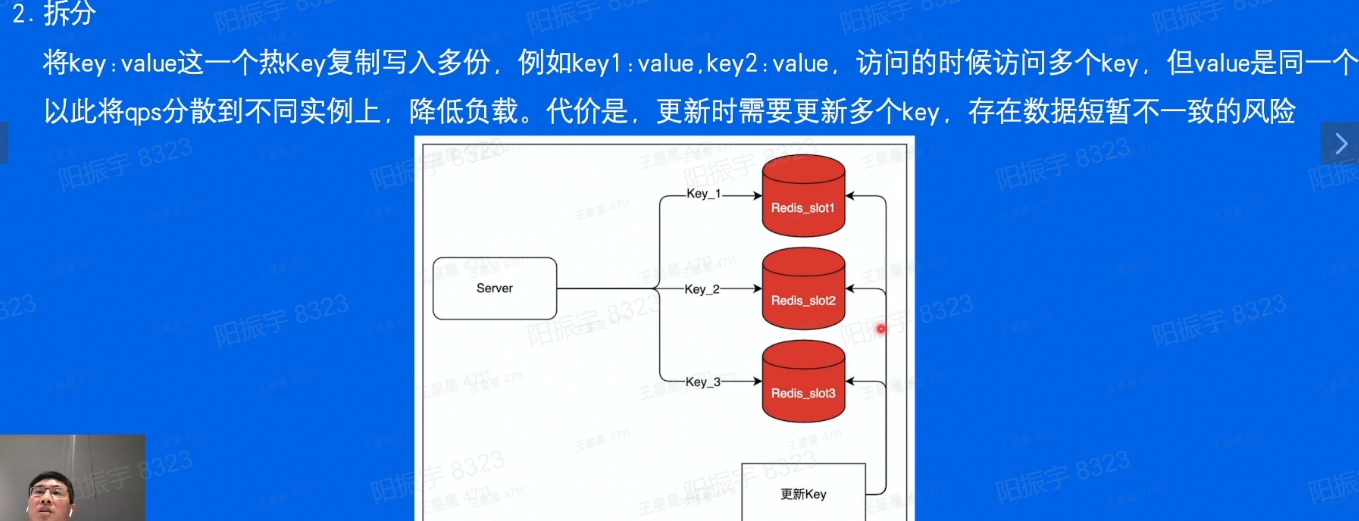 2. 拆分
将key:value这一个热Key复制写入多份，例如key1:value,key2:value，访问的时候访问多个key，但value是同一个
以此将qps分散到不同实例上，降低负载。代价是，更新时需要更新多个key，存在数据短暂不一致的风险
Key_1
Redis_slot1
Server
Key_2
Redis_slot2
Key_3
Redis_slot3
更新Key
阳振宇 8323
王星星 4711